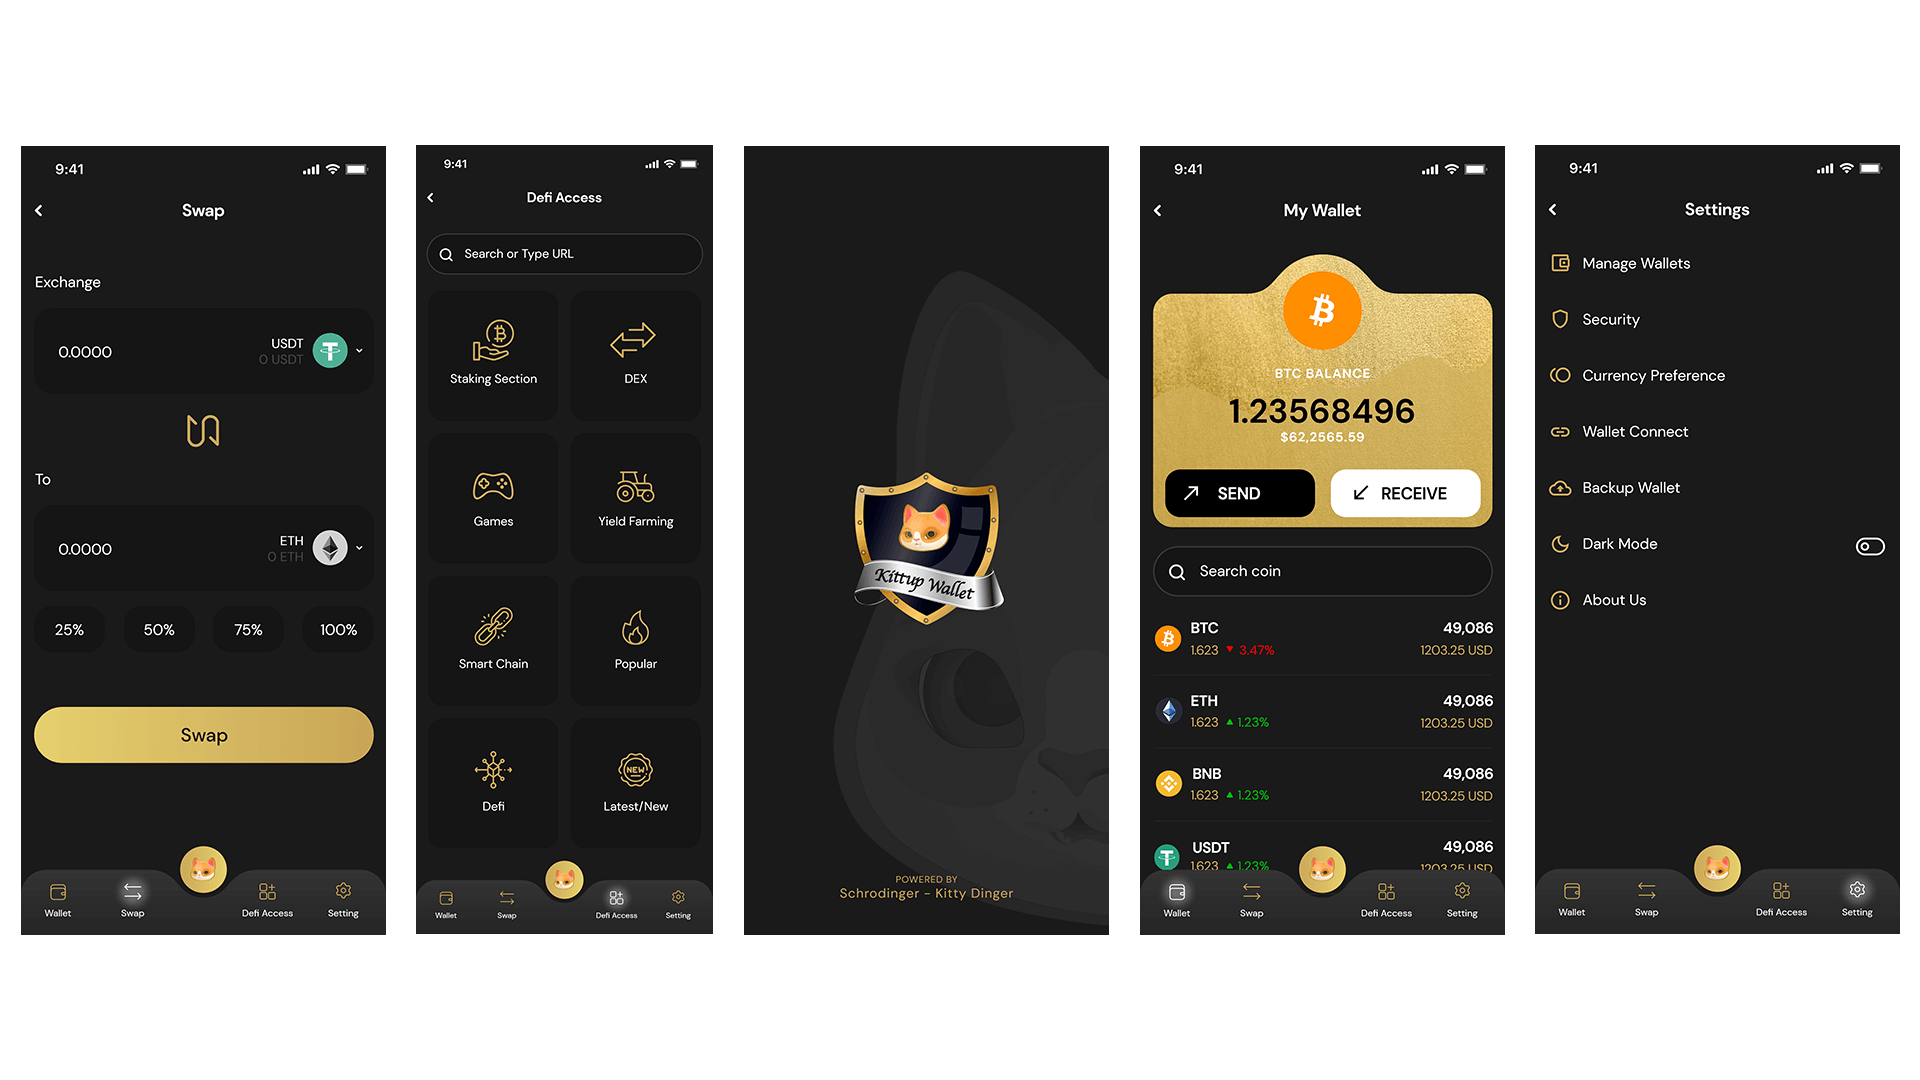 9:41
Swap
Exchange
0.0000
USDT
0 USDT
To
0.0000
ETH
0 ETH
25% 50% 75% 100%
Swap
Wallet Swap Defi Access Setting
9:41
Defi Access
Search or Type URL
Staking Section DEX
Games Yield Farming
Smart Chain Popular
NEW
Defi Latest/New
Wallet Swap Defi Access Setting
Kittup Wallet
POWERED BY
Schrodinger - Kitty Dinger
9:41
My Wallet
BTC BALANCE
1.23568496
$62,2565.59
SEND RECEIVE
Search coin
BTC 49,086
1.623 3.47% 1203.25 USD
ETH 49,086
1.623 1.23% 1203.25 USD
BNB 49,086
1.623 1.23% 1203.25 USD
USDT 49,086
1.623 1.23% 1203.25 USD
Wallet Swap Defi Access Setting
9:41
Settings
Manage Wallets
Security
Currency Preference
Wallet Connect
Backup Wallet
Dark Mode
About Us
Wallet Swap Defi Access Setting